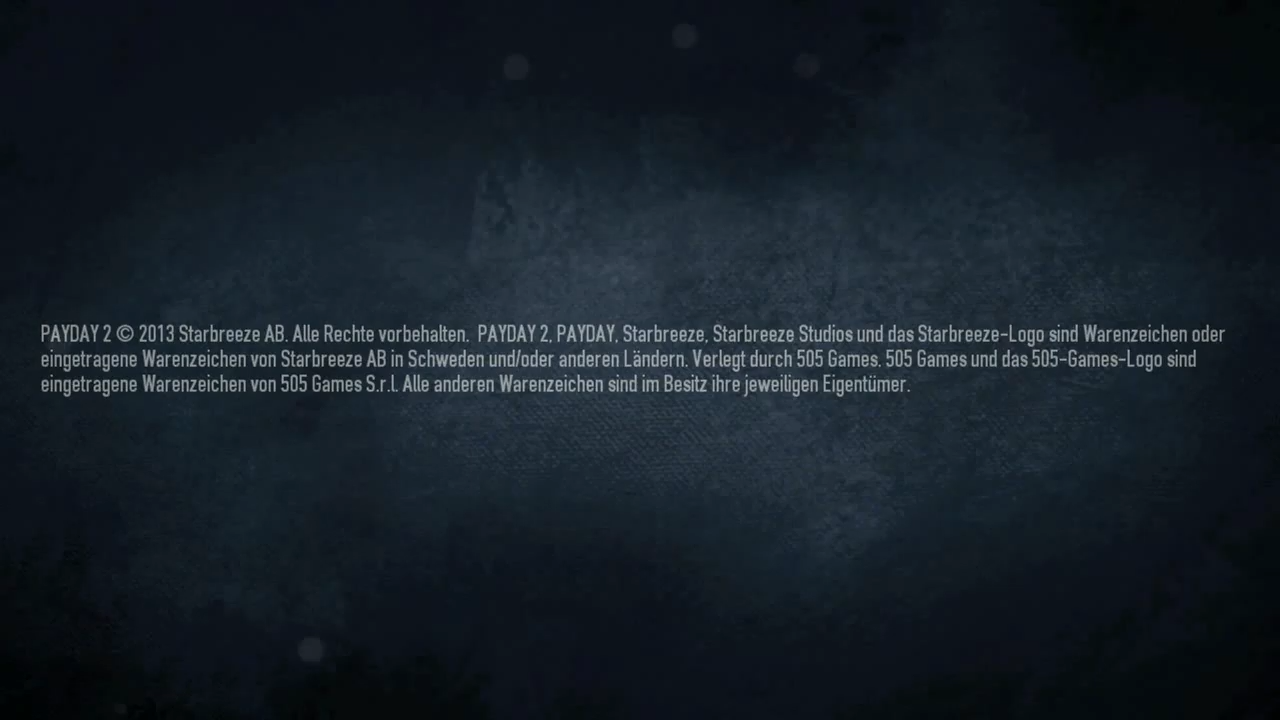 PAYDAY 2 © 2013 Starbreeze AB. Alle Rechte vorbehalten.  PAYDAY 2, PAYDAY, Starbreeze, Starbreeze Studios und das Starbreeze-Logo sind Warenzeichen oder
eingetragene Warenzeichen von Starbreeze AB in Schweden und/oder anderen Ländern. Verlegt durch 505 Games. 505 Games und das 505-Games-Logo sind
eingetragene Warenzeichen von 505 Games S.r.l. Alle anderen Warenzeichen sind im Besitz ihre jeweiligen Eigentümer.